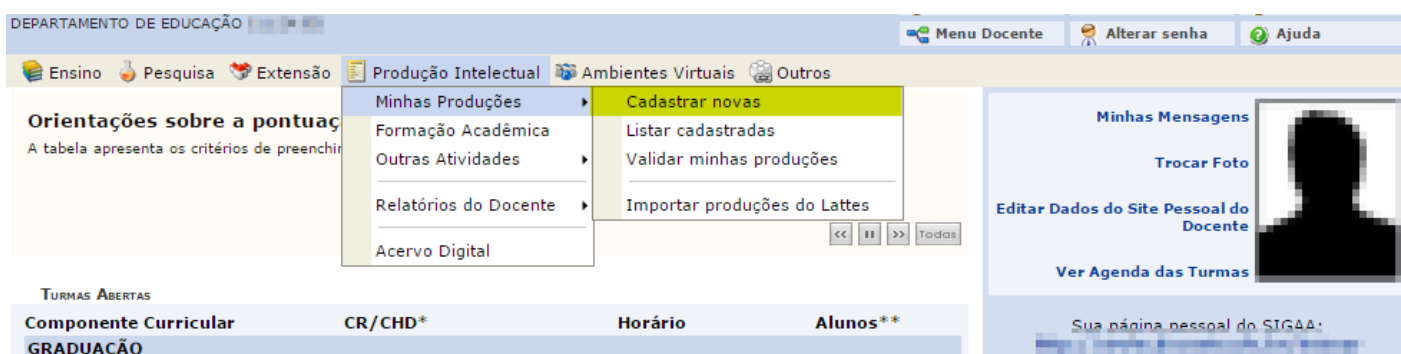 DEPARTAMENTO DE EDUCAÇÃO
Menu Docente Alterar senha Ajuda
Ensino Pesquisa Extensão Produção Intelectual Ambientes Virtuais Outros
Minhas Produções
Formação Acadêmica
Outras Atividades
Relatórios do Docente
Acervo Digital
Cadastrar novas
Listar cadastradas
Validar minhas produções
Importar produções do Lattes
Orientações sobre a
A tabela apresenta os critérios de
<< >> Todas
Minhas Mensagens
Trocar Foto
Editar Dados do Site Pessoal do
Docente
Ver Agenda das Turmas
Turmas Abertas
Componente Curricular CR/CHD* Horário Alunos**
GRADUAÇÃO
Sua página pessoal do SIGAA: